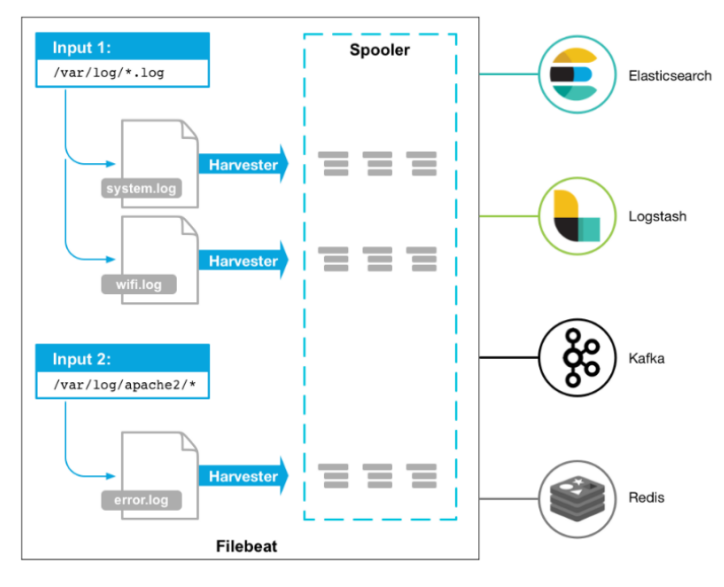 Input 1:
/var/log/*.log
Spooler
Elasticsearch
system.log
Harvester
Logstash
wifi.log
Harvester
Input 2:
/var/log/apache2/*
Kafka
error.log
Harvester
Redis
Filebeat